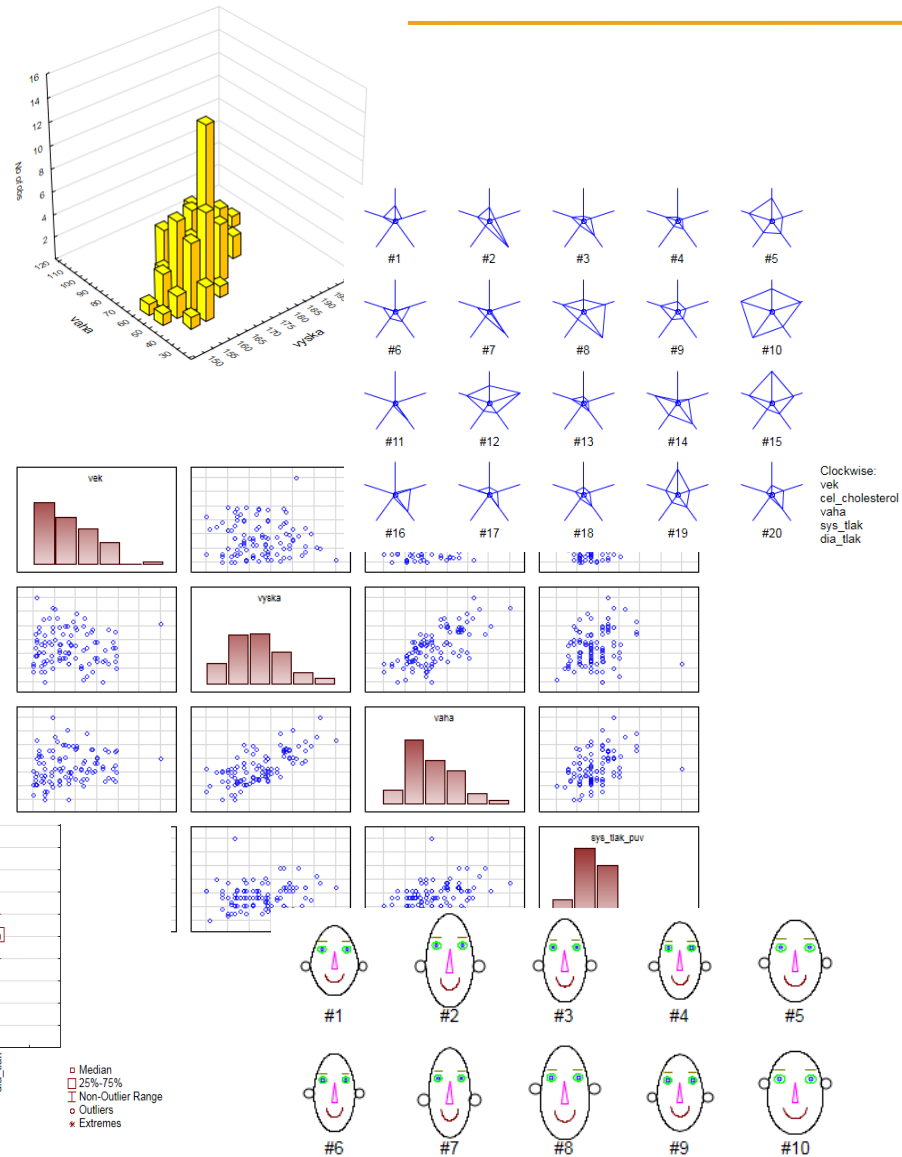 16
14
12
10
8
6
4
2
No of obs
120
110
100
90
80
70
60
50
40
30
vaha
150
155
160
165
170
175
180
185
190
vyska
#1 #2 #3 #4 #5
#6 #7 #8 #9 #10
#11 #12 #13 #14 #15
#16 #17 #18 #19 #20
Clockwise:
vek
cel_cholesterol
vaha
sys_tlak
dia_tlak
vek
vyska
vaha
sys_tlak_puv
Median
25%-75%
Non-Outlier Range
Outliers
Extremes
#1 #2 #3 #4 #5
#6 #7 #8 #9 #10